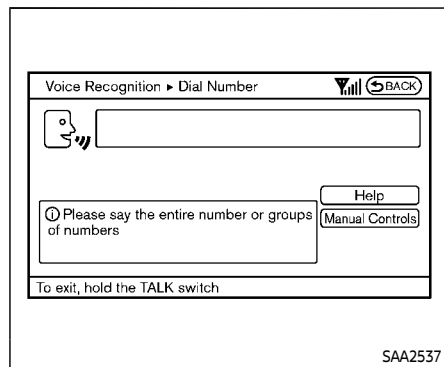 Voice Recognition ▸ Dial Number
BACK
Help
ⓘ Please say the entire number or groups
of numbers
Manual Controls
To exit, hold the TALK switch
SAA2537